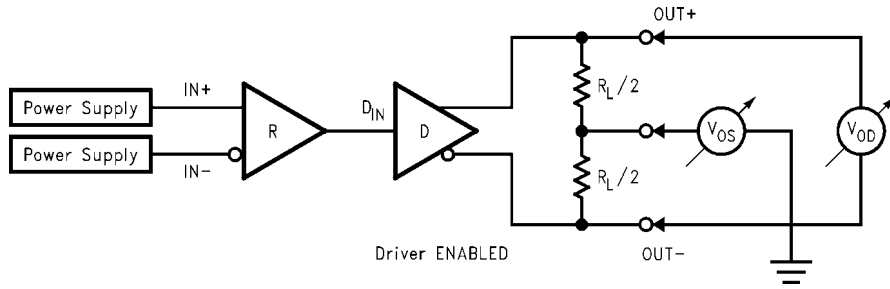 OUT+
IN+
Power Supply
R_L/2
D_IN
R
D
V_OS
V_OD
Power Supply
IN-
R_L/2
Driver ENABLED
OUT-